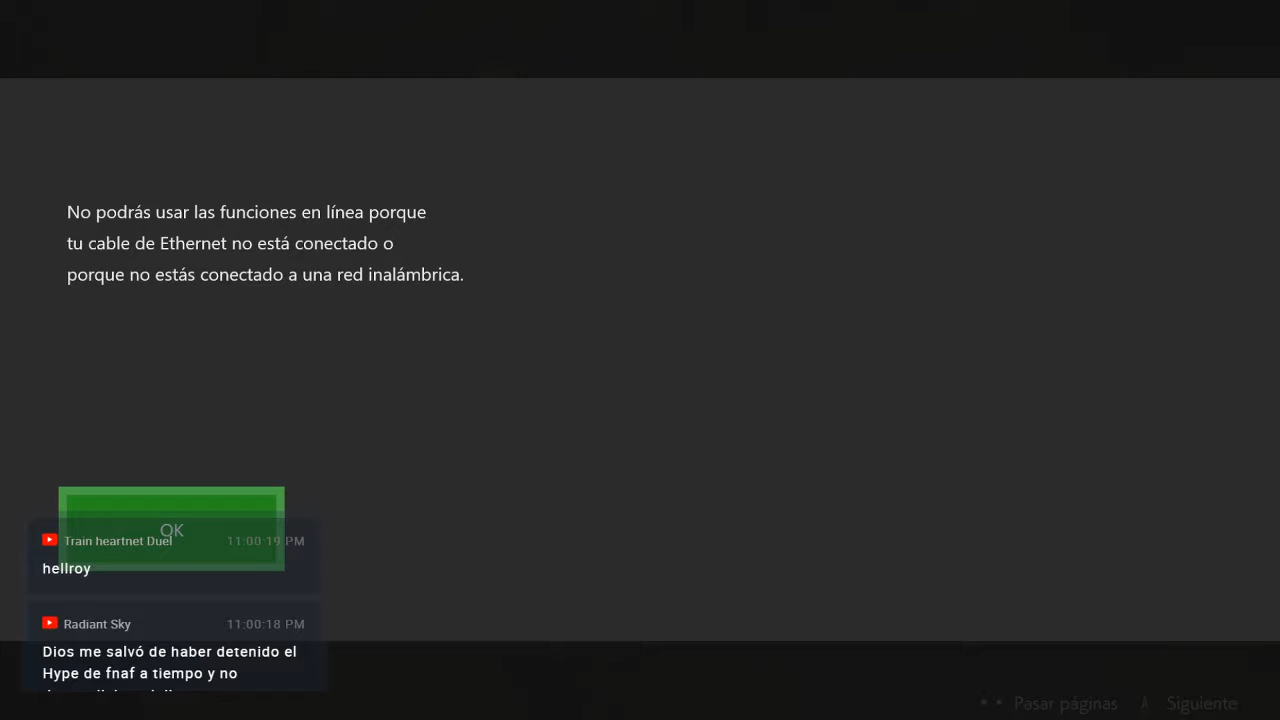 No podrás usar las funciones en línea porque
tu cable de Ethernet no está conectado o
porque no estás conectado a una red inalámbrica.
OK
Train heartnet Duel 11:00:19 PM
hellroy
Radiant Sky 11:00:18 PM
Dios me salvó de haber detenido el
Hype de fnaf a tiempo y no
Pasar páginas A Siguiente